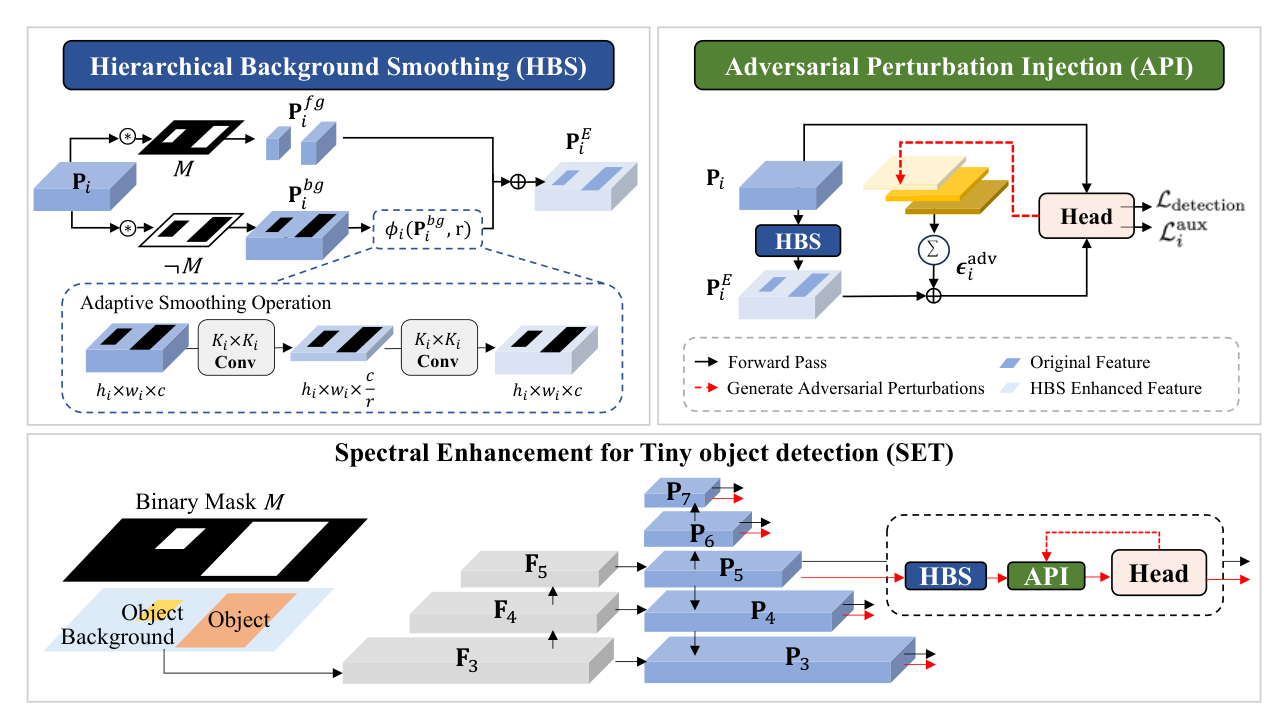 Hierarchical Background Smoothing (HBS)
P_i
M
¬M
P_i^{fg}
P_i^{bg}
ϕ_i(P_i^{bg}, r)
P_i^E
Adaptive Smoothing Operation
K_i×K_i
Conv
K_i×K_i
Conv
h_i×w_i×c
h_i×w_i×\frac{c}{r}
h_i×w_i×c
Adversarial Perturbation Injection (API)
P_i
HBS
P_i^E
Σ
ϵ_i^{adv}
Head
ℒ_{detection}
ℒ_i^{aux}
Forward Pass
Original Feature
Generate Adversarial Perturbations
HBS Enhanced Feature
Spectral Enhancement for Tiny object detection (SET)
Binary Mask M
Object
Object
Background
F_5
F_4
F_3
P_7
P_6
P_5
P_4
P_3
HBS
API
Head